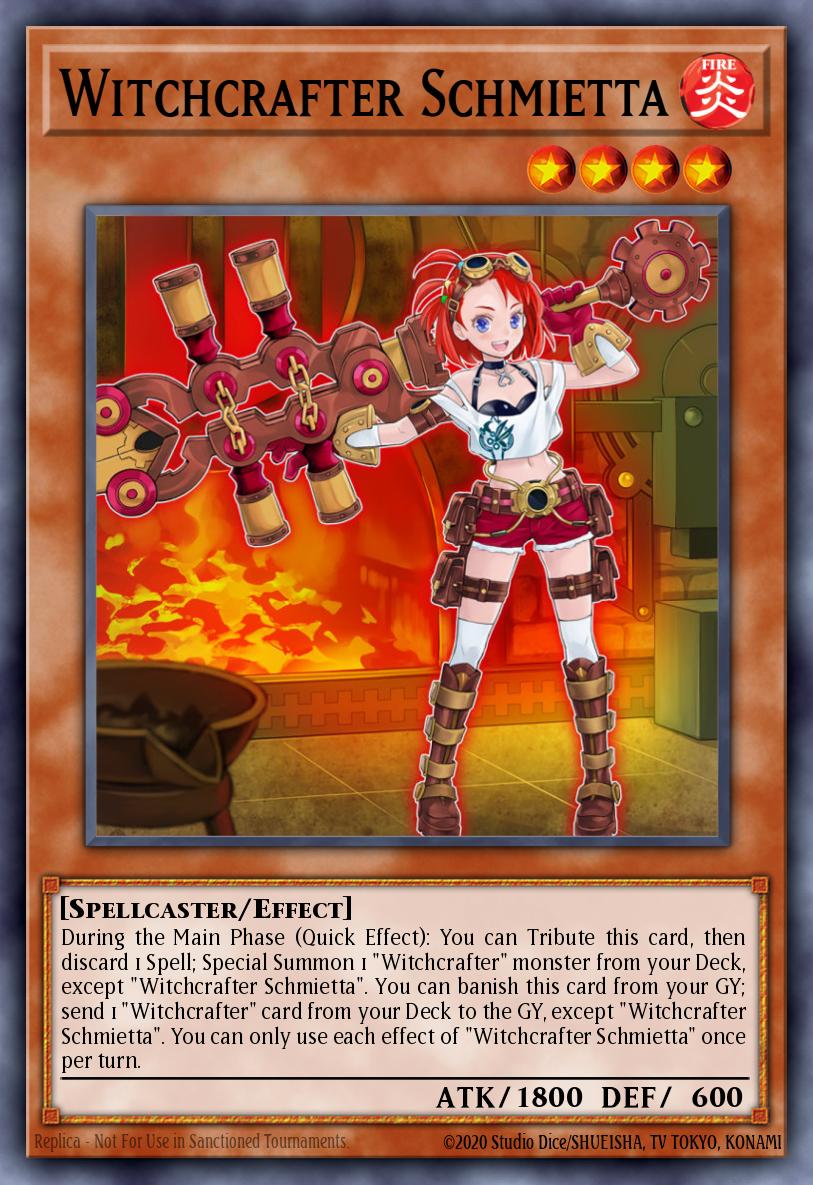 Witchcrafter Schmietta
FIRE
炎
[Spellcaster/Effect]
During the Main Phase (Quick Effect): You can Tribute this card, then
discard 1 Spell; Special Summon 1 "Witchcrafter" monster from your Deck,
except "Witchcrafter Schmietta". You can banish this card from your GY;
send 1 "Witchcrafter" card from your Deck to the GY, except "Witchcrafter
Schmietta". You can only use each effect of "Witchcrafter Schmietta" once
per turn.
ATK/1800 DEF/ 600
Replica - Not For Use in Sanctioned Tournaments.
©2020 Studio Dice/SHUEISHA, TV TOKYO, KONAMI